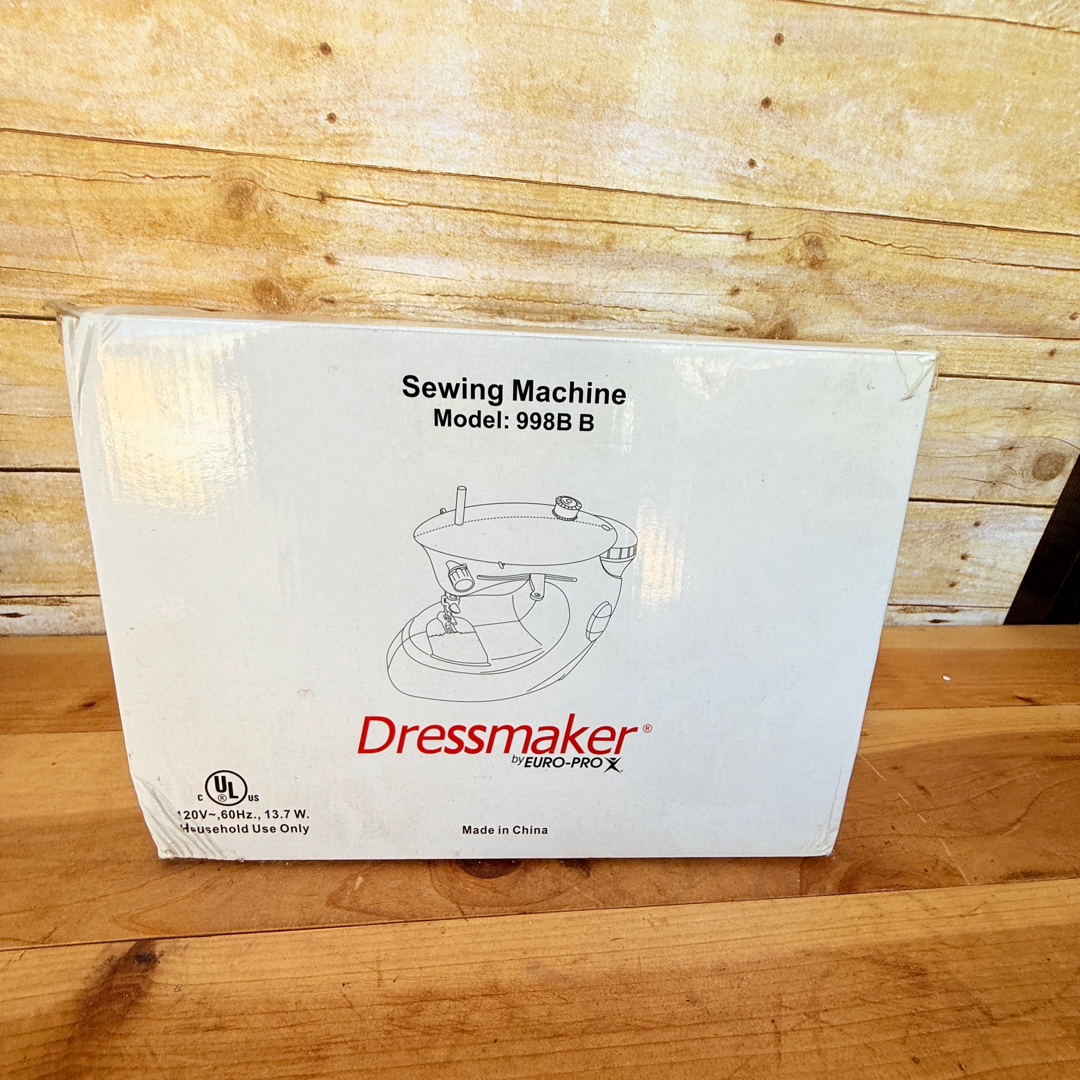 Sewing Machine
Model: 998B B
Dressmaker®
by EURO-PRO X
C UL® US
120V~,60Hz., 13.7 W.
Household Use Only
Made in China